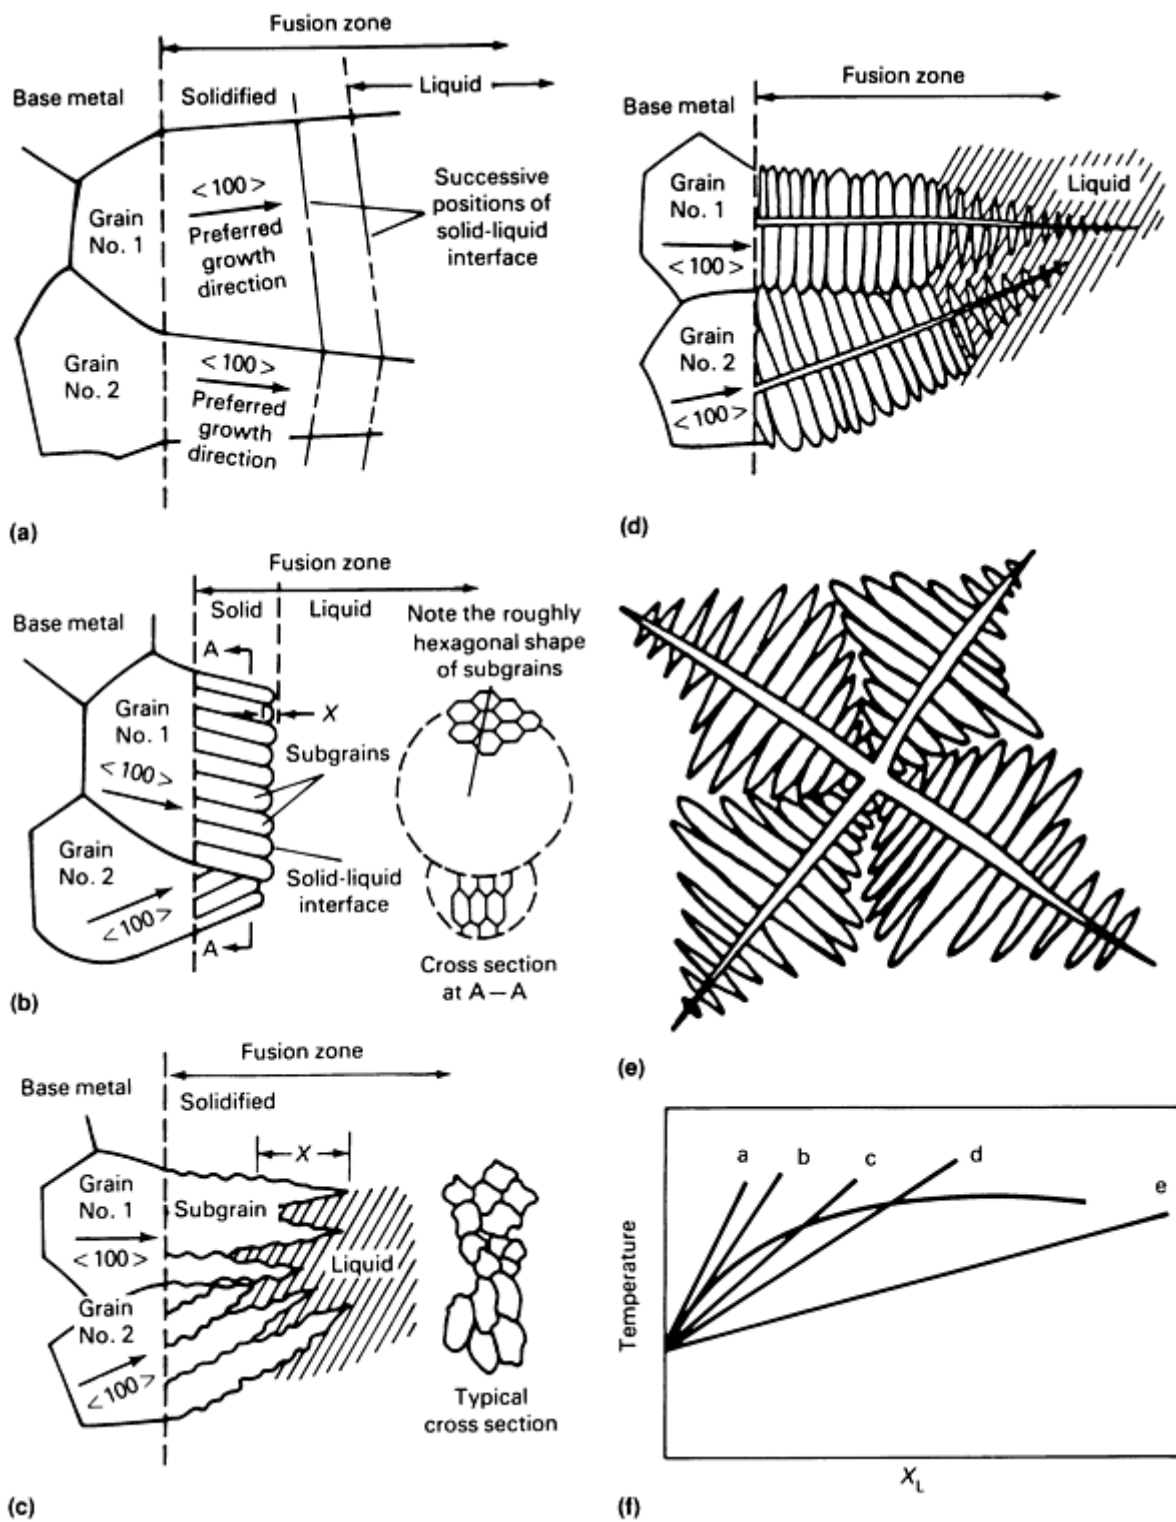 Fusion zone
Liquid
Base metal
Solidified
<100>
Preferred
growth
direction
Grain
No. 1
Successive
positions of
solid-liquid
interface
Grain
No. 2
<100>
Preferred
growth
direction
(a)
Fusion zone
Base metal
Solid
Liquid
A
Note the roughly
hexagonal shape
of subgrains
Grain
No. 1
X
<100>
Subgrains
Grain
No. 2
<100>
Solid-liquid
interface
A
Cross section
at A—A
(b)
Fusion zone
Base metal
Solidified
X
Grain
No. 1
Subgrain
<100>
Liquid
Grain
No. 2
<100>
Typical
cross section
(c)
Fusion zone
Base metal
Grain
No. 1
Liquid
<100>
Grain
No. 2
<100>
(d)
(e)
a
b
c
d
e
Temperature
XL
(f)